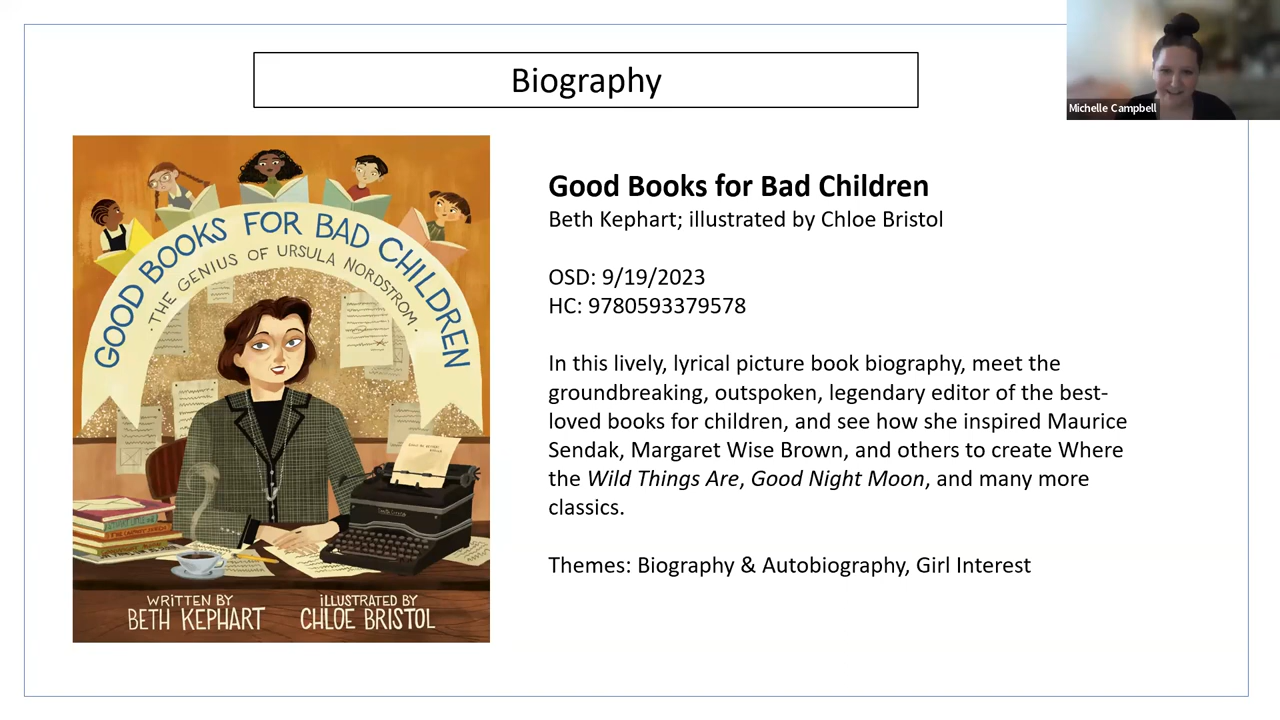 Biography
Michelle Campbell
GOOD BOOKS FOR BAD CHILDREN
· THE GENIUS OF URSULA NORDSTROM ·
WRITTEN BY
BETH KEPHART
ILLUSTRATED BY
CHLOE BRISTOL
Good Books for Bad Children
Beth Kephart; illustrated by Chloe Bristol
OSD: 9/19/2023
HC: 9780593379578
In this lively, lyrical picture book biography, meet the
groundbreaking, outspoken, legendary editor of the best-
loved books for children, and see how she inspired Maurice
Sendak, Margaret Wise Brown, and others to create Where
the Wild Things Are, Good Night Moon, and many more
classics.
Themes: Biography & Autobiography, Girl Interest